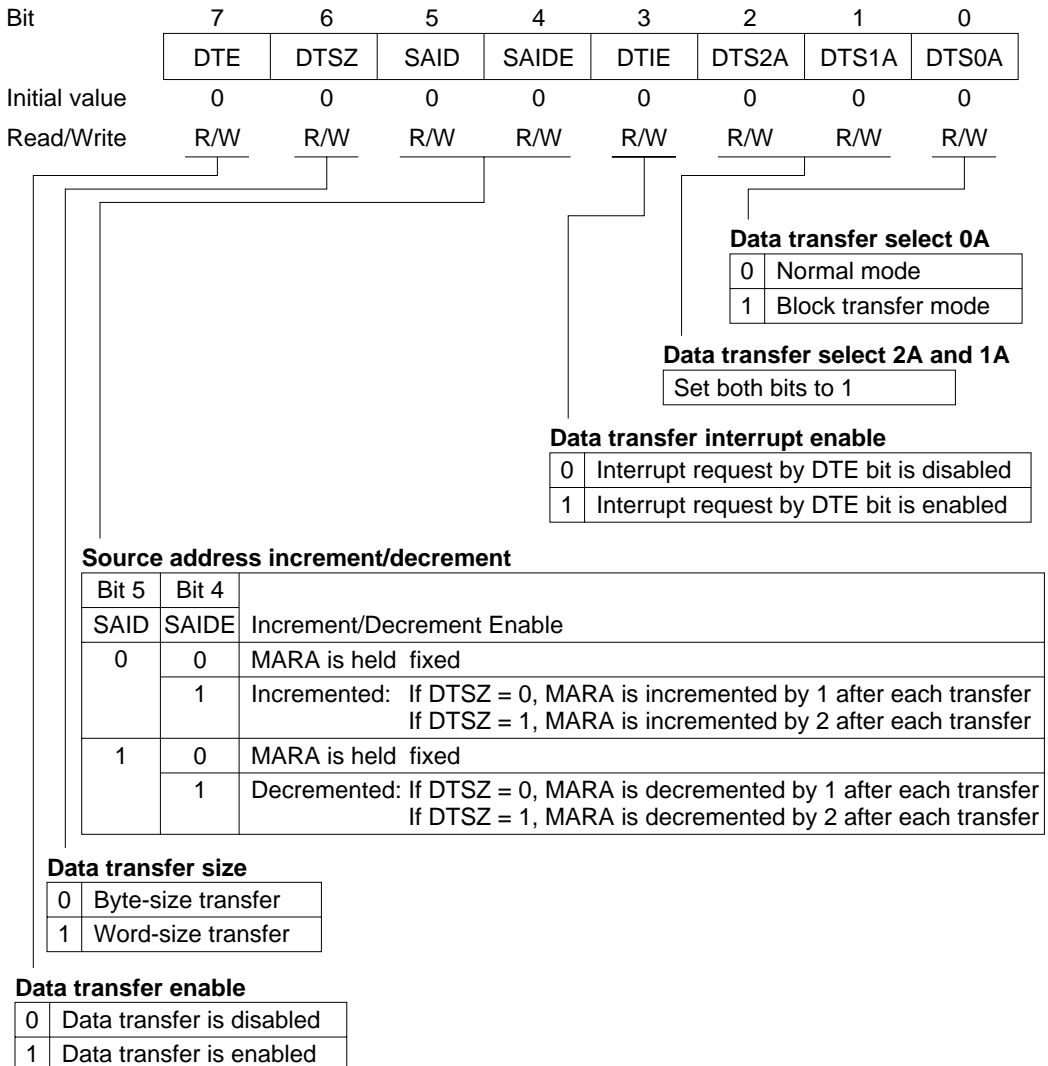 Bit 7 6 5 4 3 2 1 0
DTE DTSZ SAID SAIDE DTIE DTS2A DTS1A DTS0A
Initial value 0 0 0 0 0 0 0 0
Read/Write R/W R/W R/W R/W R/W R/W R/W R/W
Data transfer select 0A
0 Normal mode
1 Block transfer mode
Data transfer select 2A and 1A
Set both bits to 1
Data transfer interrupt enable
0 Interrupt request by DTE bit is disabled
1 Interrupt request by DTE bit is enabled
Source address increment/decrement
Bit 5 Bit 4
SAID SAIDE Increment/Decrement Enable
0 0 MARA is held fixed
1 Incremented: If DTSZ = 0, MARA is incremented by 1 after each transfer
If DTSZ = 1, MARA is incremented by 2 after each transfer
1 0 MARA is held fixed
1 Decremented: If DTSZ = 0, MARA is decremented by 1 after each transfer
If DTSZ = 1, MARA is decremented by 2 after each transfer
Data transfer size
0 Byte-size transfer
1 Word-size transfer
Data transfer enable
0 Data transfer is disabled
1 Data transfer is enabled